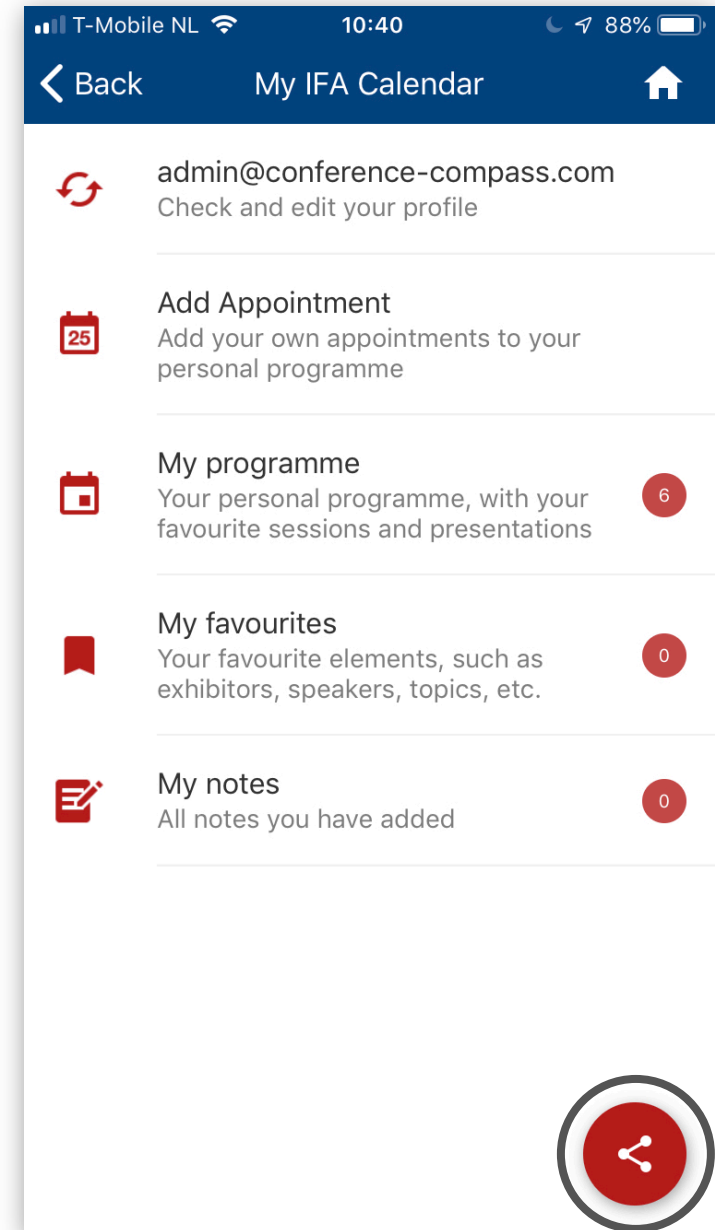 T-Mobile NL 10:40 88%
Back My IFA Calendar
admin@conference-compass.com
Check and edit your profile
25
Add Appointment
Add your own appointments to your
personal programme
My programme
Your personal programme, with your
favourite sessions and presentations
6
My favourites
Your favourite elements, such as
exhibitors, speakers, topics, etc.
0
My notes
All notes you have added
0